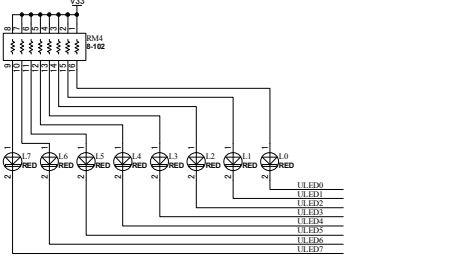 V33
8 7 6 5 4 3 2 1
RM4
8-102
9 10 11 12 13 14 15 16
1 1 1 1 1 1 1 1
L7 L6 L5 L4 L3 L2 L1 L0
RED RED RED RED RED RED RED RED
2 2 2 2 2 2 2 2
ULED0
ULED1
ULED2
ULED3
ULED4
ULED5
ULED6
ULED7